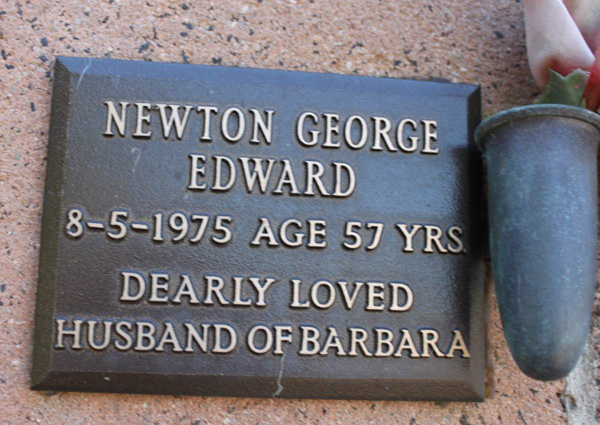 NEWTON GEORGE
EDWARD
8-5-1975 AGE 57 YRS.
DEARLY LOVED
HUSBAND OF BARBARA